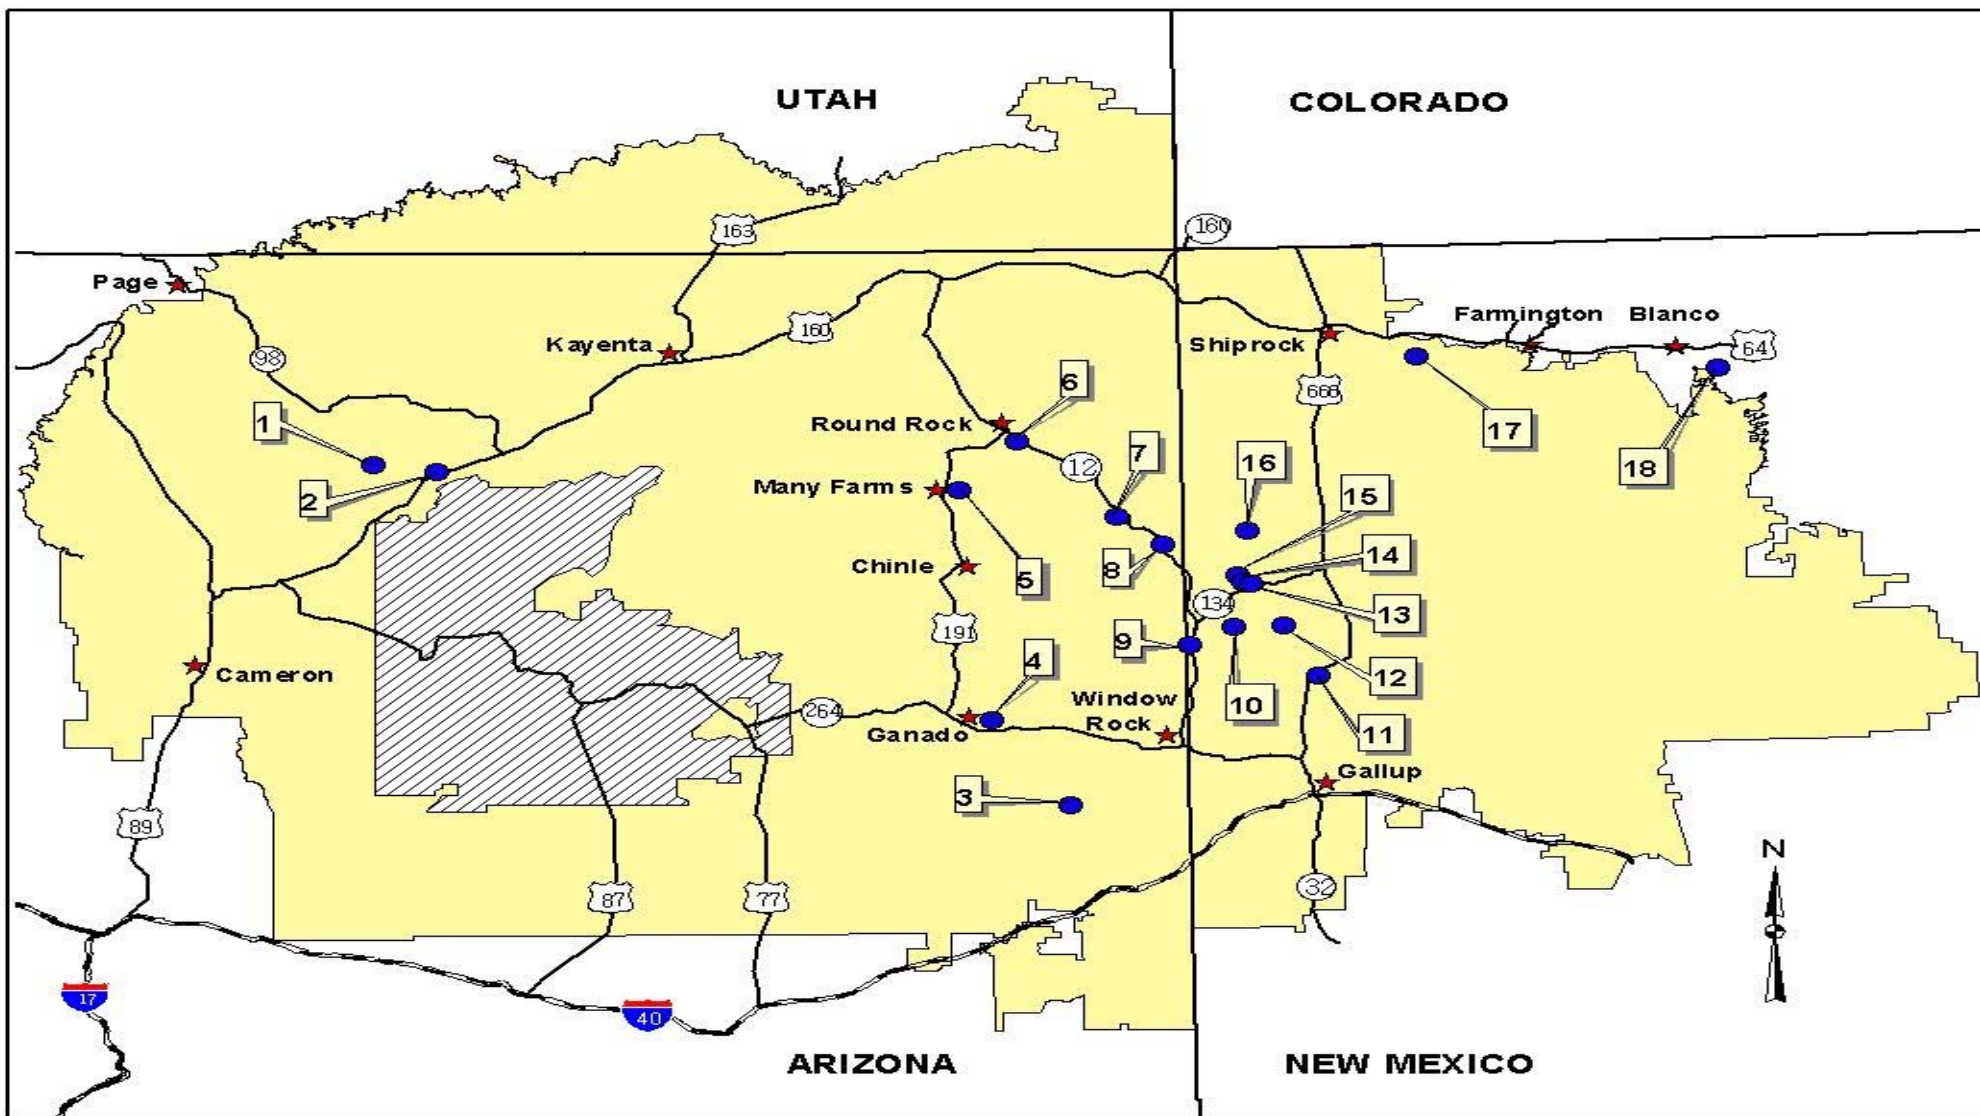 UTAH
COLORADO
163
160
Page
Farmington
Blanco
Kayenta
160
Shiprock
64
98
666
6
1
Round Rock
17
7
12
16
18
2
Many Farms
15
14
Chinle
8
5
134
13
191
9
4
12
Cameron
10
Window
Rock
264
Ganado
11
Gallup
3
89
N
87
77
32
17
40
ARIZONA
NEW MEXICO